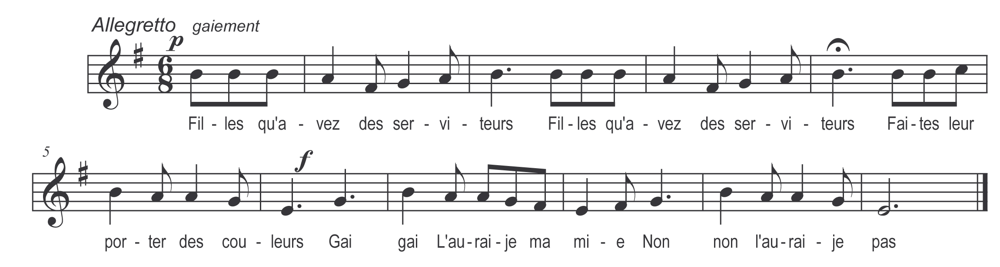 Allegretto gaiement
p
6
8
Fil - les qu'a - vez des ser - vi - teurs Fil - les qu'a - vez des ser - vi - teurs Fai - tes leur
5
f
por - ter des cou - leurs Gai gai L'au - rai - je ma mi - e Non non l'au - rai - je pas